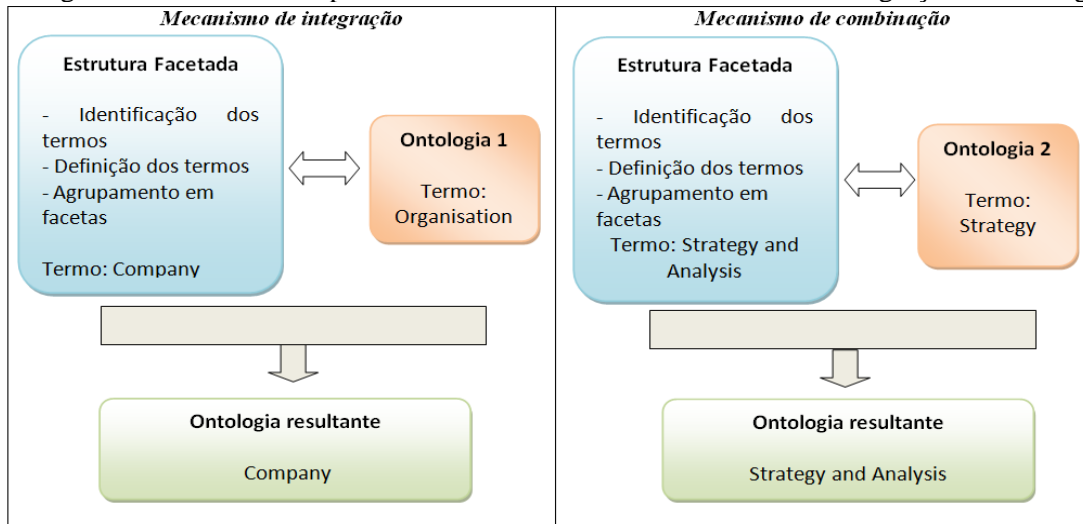 Mecanismo de integração
Estrutura Facetada
- Identificação dos
termos
- Definição dos termos
- Agrupamento em
facetas
Termo: Company
Ontologia 1
Termo:
Organisation
Ontologia resultante
Company
Mecanismo de combinação
Estrutura Facetada
- Identificação dos
termos
- Definição dos termos
- Agrupamento em
facetas
Termo: Strategy and
Analysis
Ontologia 2
Termo:
Strategy
Ontologia resultante
Strategy and Analysis